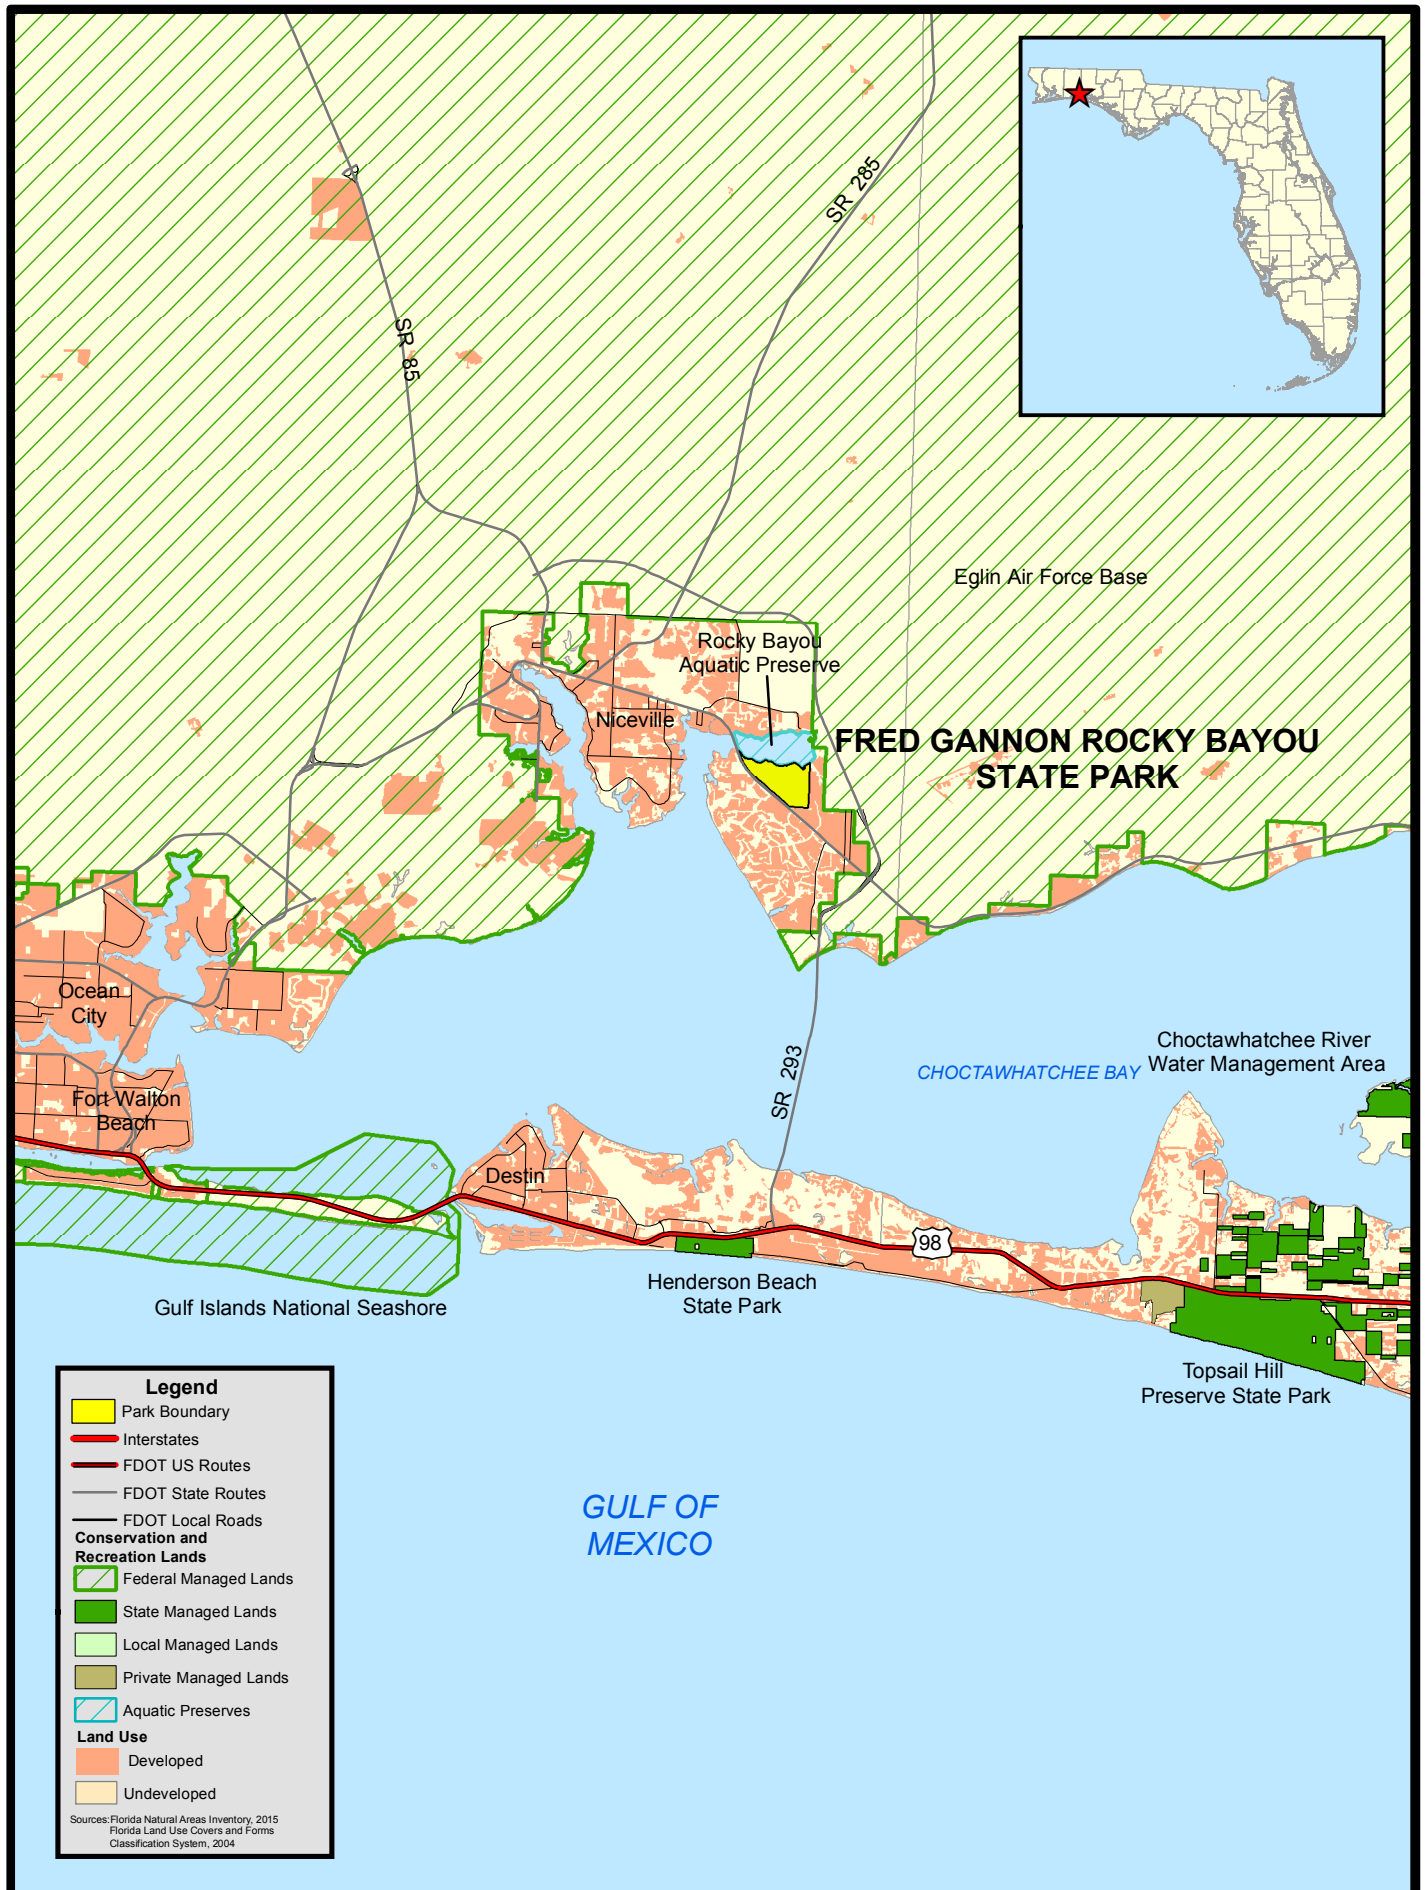 SR 285
SR 85
Eglin Air Force Base
Rocky Bayou
Aquatic Preserve
Niceville
FRED GANNON ROCKY BAYOU
STATE PARK
Ocean
City
Fort Walton
Beach
SR 293
CHOCTAWHATCHEE BAY
Choctawhatchee River
Water Management Area
Destin
98
Henderson Beach
State Park
Gulf Islands National Seashore
Topsail Hill
Preserve State Park
GULF OF
MEXICO
Legend
Park Boundary
Interstates
FDOT US Routes
FDOT State Routes
FDOT Local Roads
Conservation and
Recreation Lands
Federal Managed Lands
State Managed Lands
Local Managed Lands
Private Managed Lands
Aquatic Preserves
Land Use
Developed
Undeveloped
Sources:Florida Natural Areas Inventory, 2015
Florida Land Use Covers and Forms
Classification System, 2004